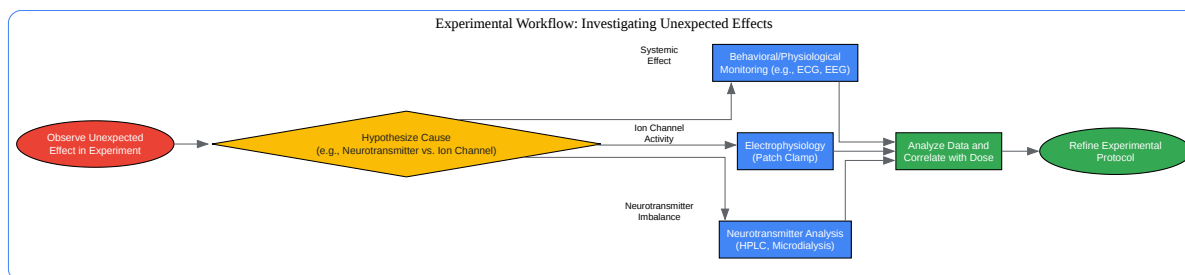 Experimental Workflow: Investigating Unexpected Effects
Observe Unexpected
Effect in Experiment
Hypothesize Cause
(e.g., Neurotransmitter vs. Ion Channel)
Systemic
Effect
Behavioral/Physiological
Monitoring (e.g., ECG, EEG)
Ion Channel
Activity
Electrophysiology
(Patch Clamp)
Neurotransmitter
Imbalance
Neurotransmitter Analysis
(HPLC, Microdialysis)
Analyze Data and
Correlate with Dose
Refine Experimental
Protocol